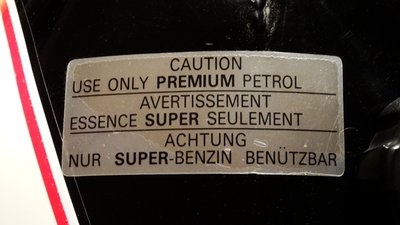 CAUTION
USE ONLY PREMIUM PETROL
AVERTISSEMENT
ESSENCE SUPER SEULEMENT
ACHTUNG
NUR SUPER-BENZIN BENÜTZBAR